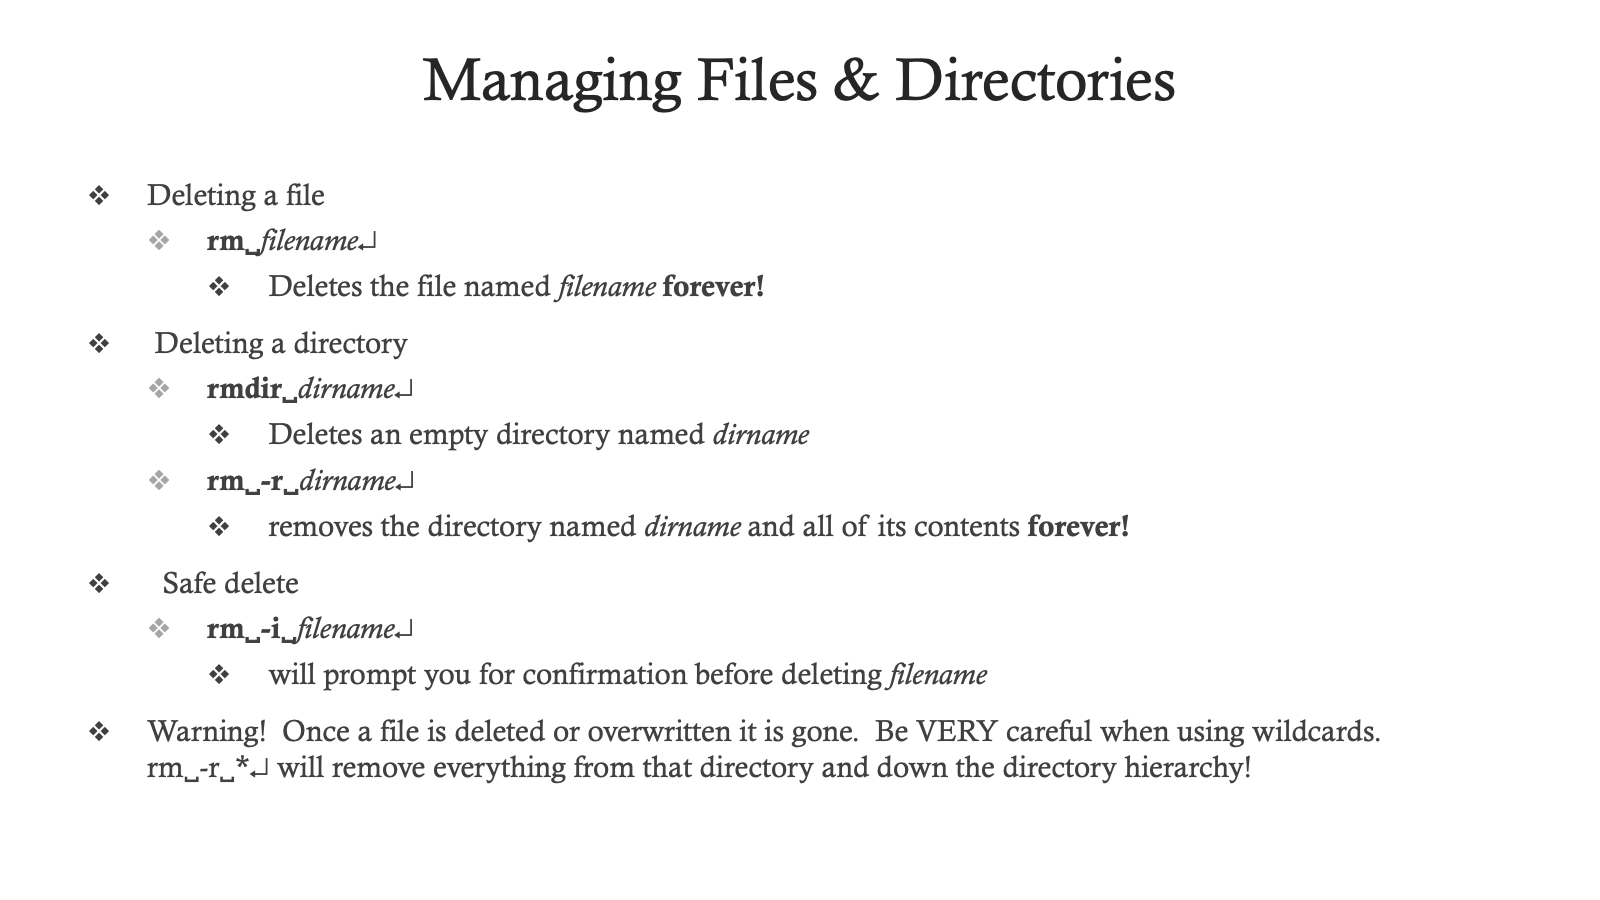 Managing Files & Directories
❖ Deleting a file
❖ rm␣filename↵
❖ Deletes the file named filename forever!
❖ Deleting a directory
❖ rmdir␣dirname↵
❖ Deletes an empty directory named dirname
❖ rm␣-r␣dirname↵
❖ removes the directory named dirname and all of its contents forever!
❖ Safe delete
❖ rm␣-i␣filename↵
❖ will prompt you for confirmation before deleting filename
❖ Warning!  Once a file is deleted or overwritten it is gone.  Be VERY careful when using wildcards.
rm␣-r␣*↵ will remove everything from that directory and down the directory hierarchy!